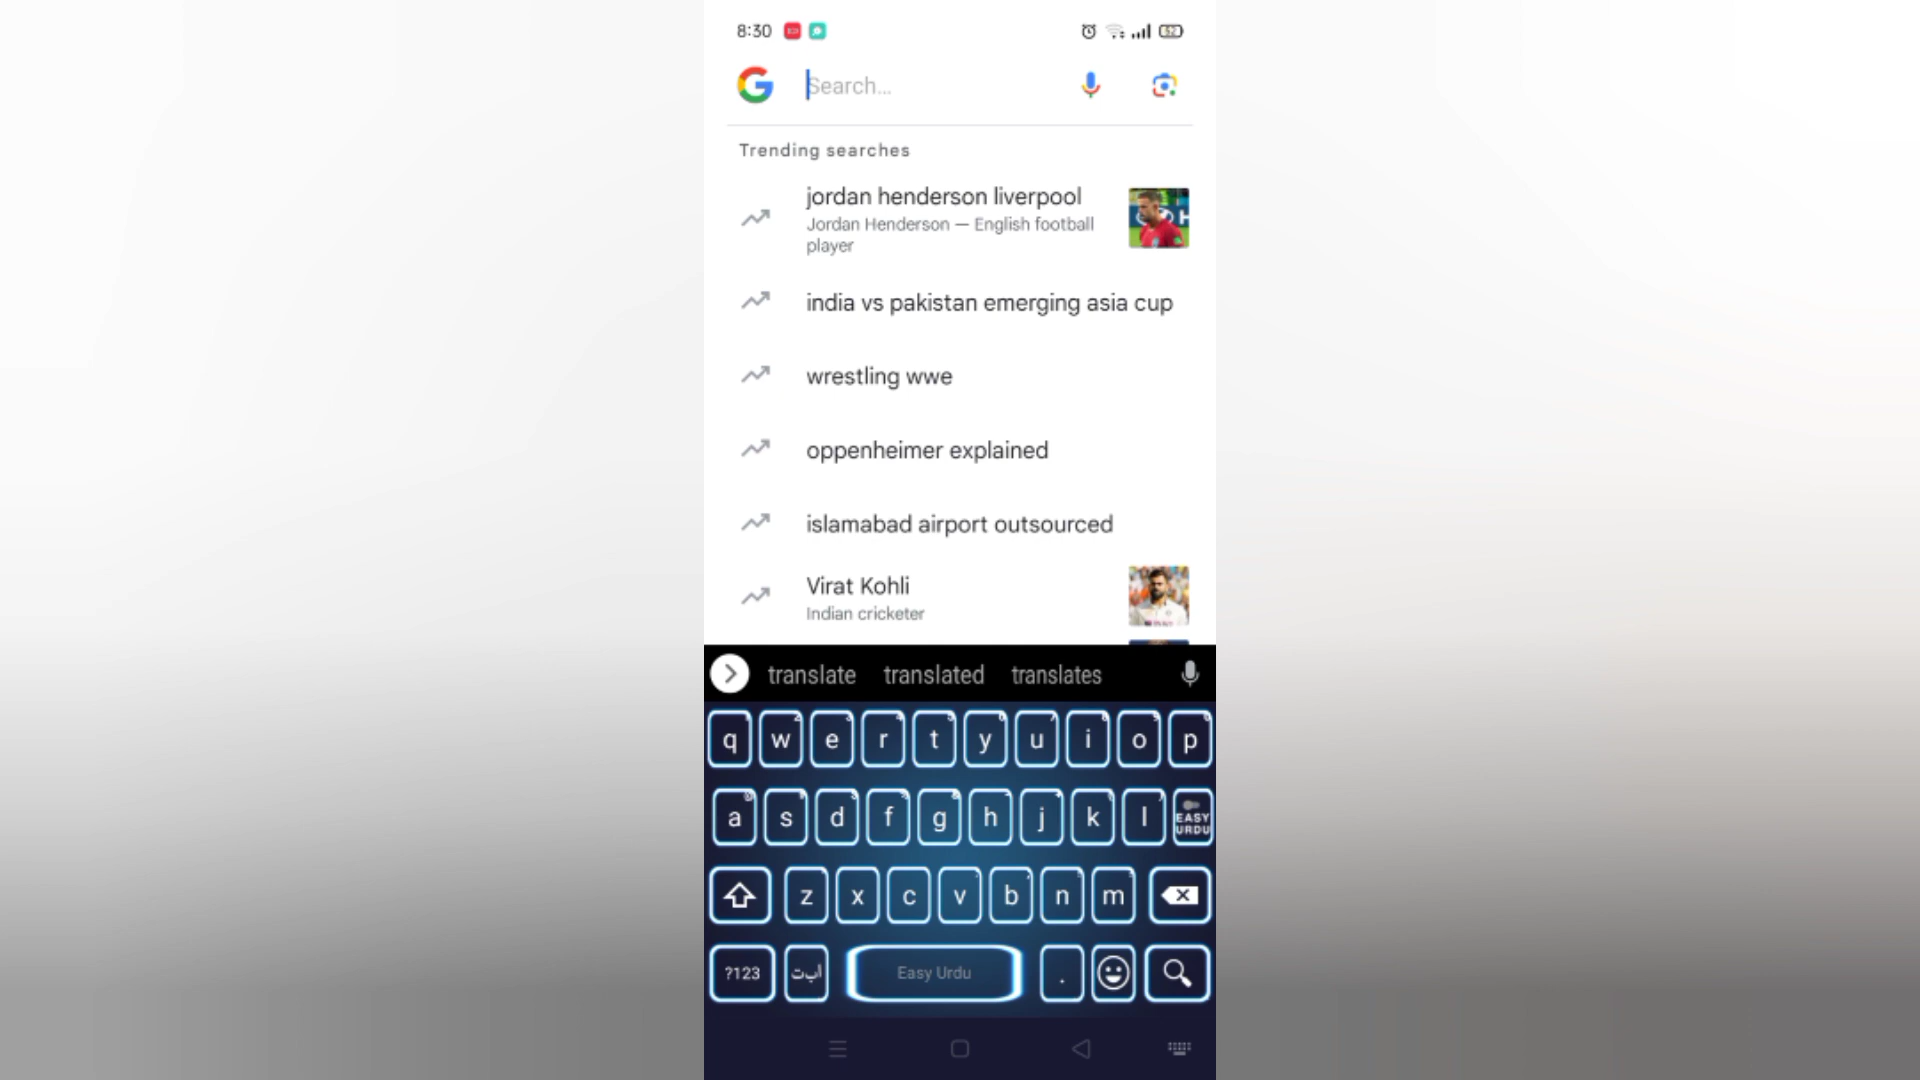 8:30
52
Search...
Trending searches
jordan henderson liverpool
Jordan Henderson — English football
player
india vs pakistan emerging asia cup
wrestling wwe
oppenheimer explained
islamabad airport outsourced
Virat Kohli
Indian cricketer
translate translated translates
q w e r t y u i o p
a s d f g h j k l EASY URDU
z x c v b n m
?123 اب‌ت Easy Urdu .